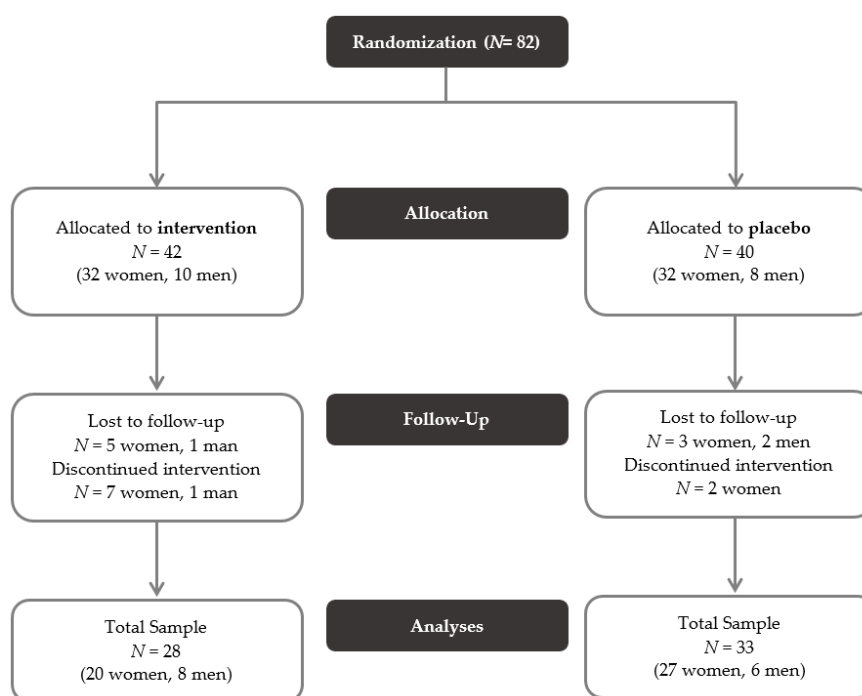 Randomization (N= 82)
Allocated to intervention
N = 42
(32 women, 10 men)
Allocation
Allocated to placebo
N = 40
(32 women, 8 men)
Lost to follow-up
N = 5 women, 1 man
Discontinued intervention
N = 7 women, 1 man
Follow-Up
Lost to follow-up
N = 3 women, 2 men
Discontinued intervention
N = 2 women
Total Sample
N = 28
(20 women, 8 men)
Analyses
Total Sample
N = 33
(27 women, 6 men)